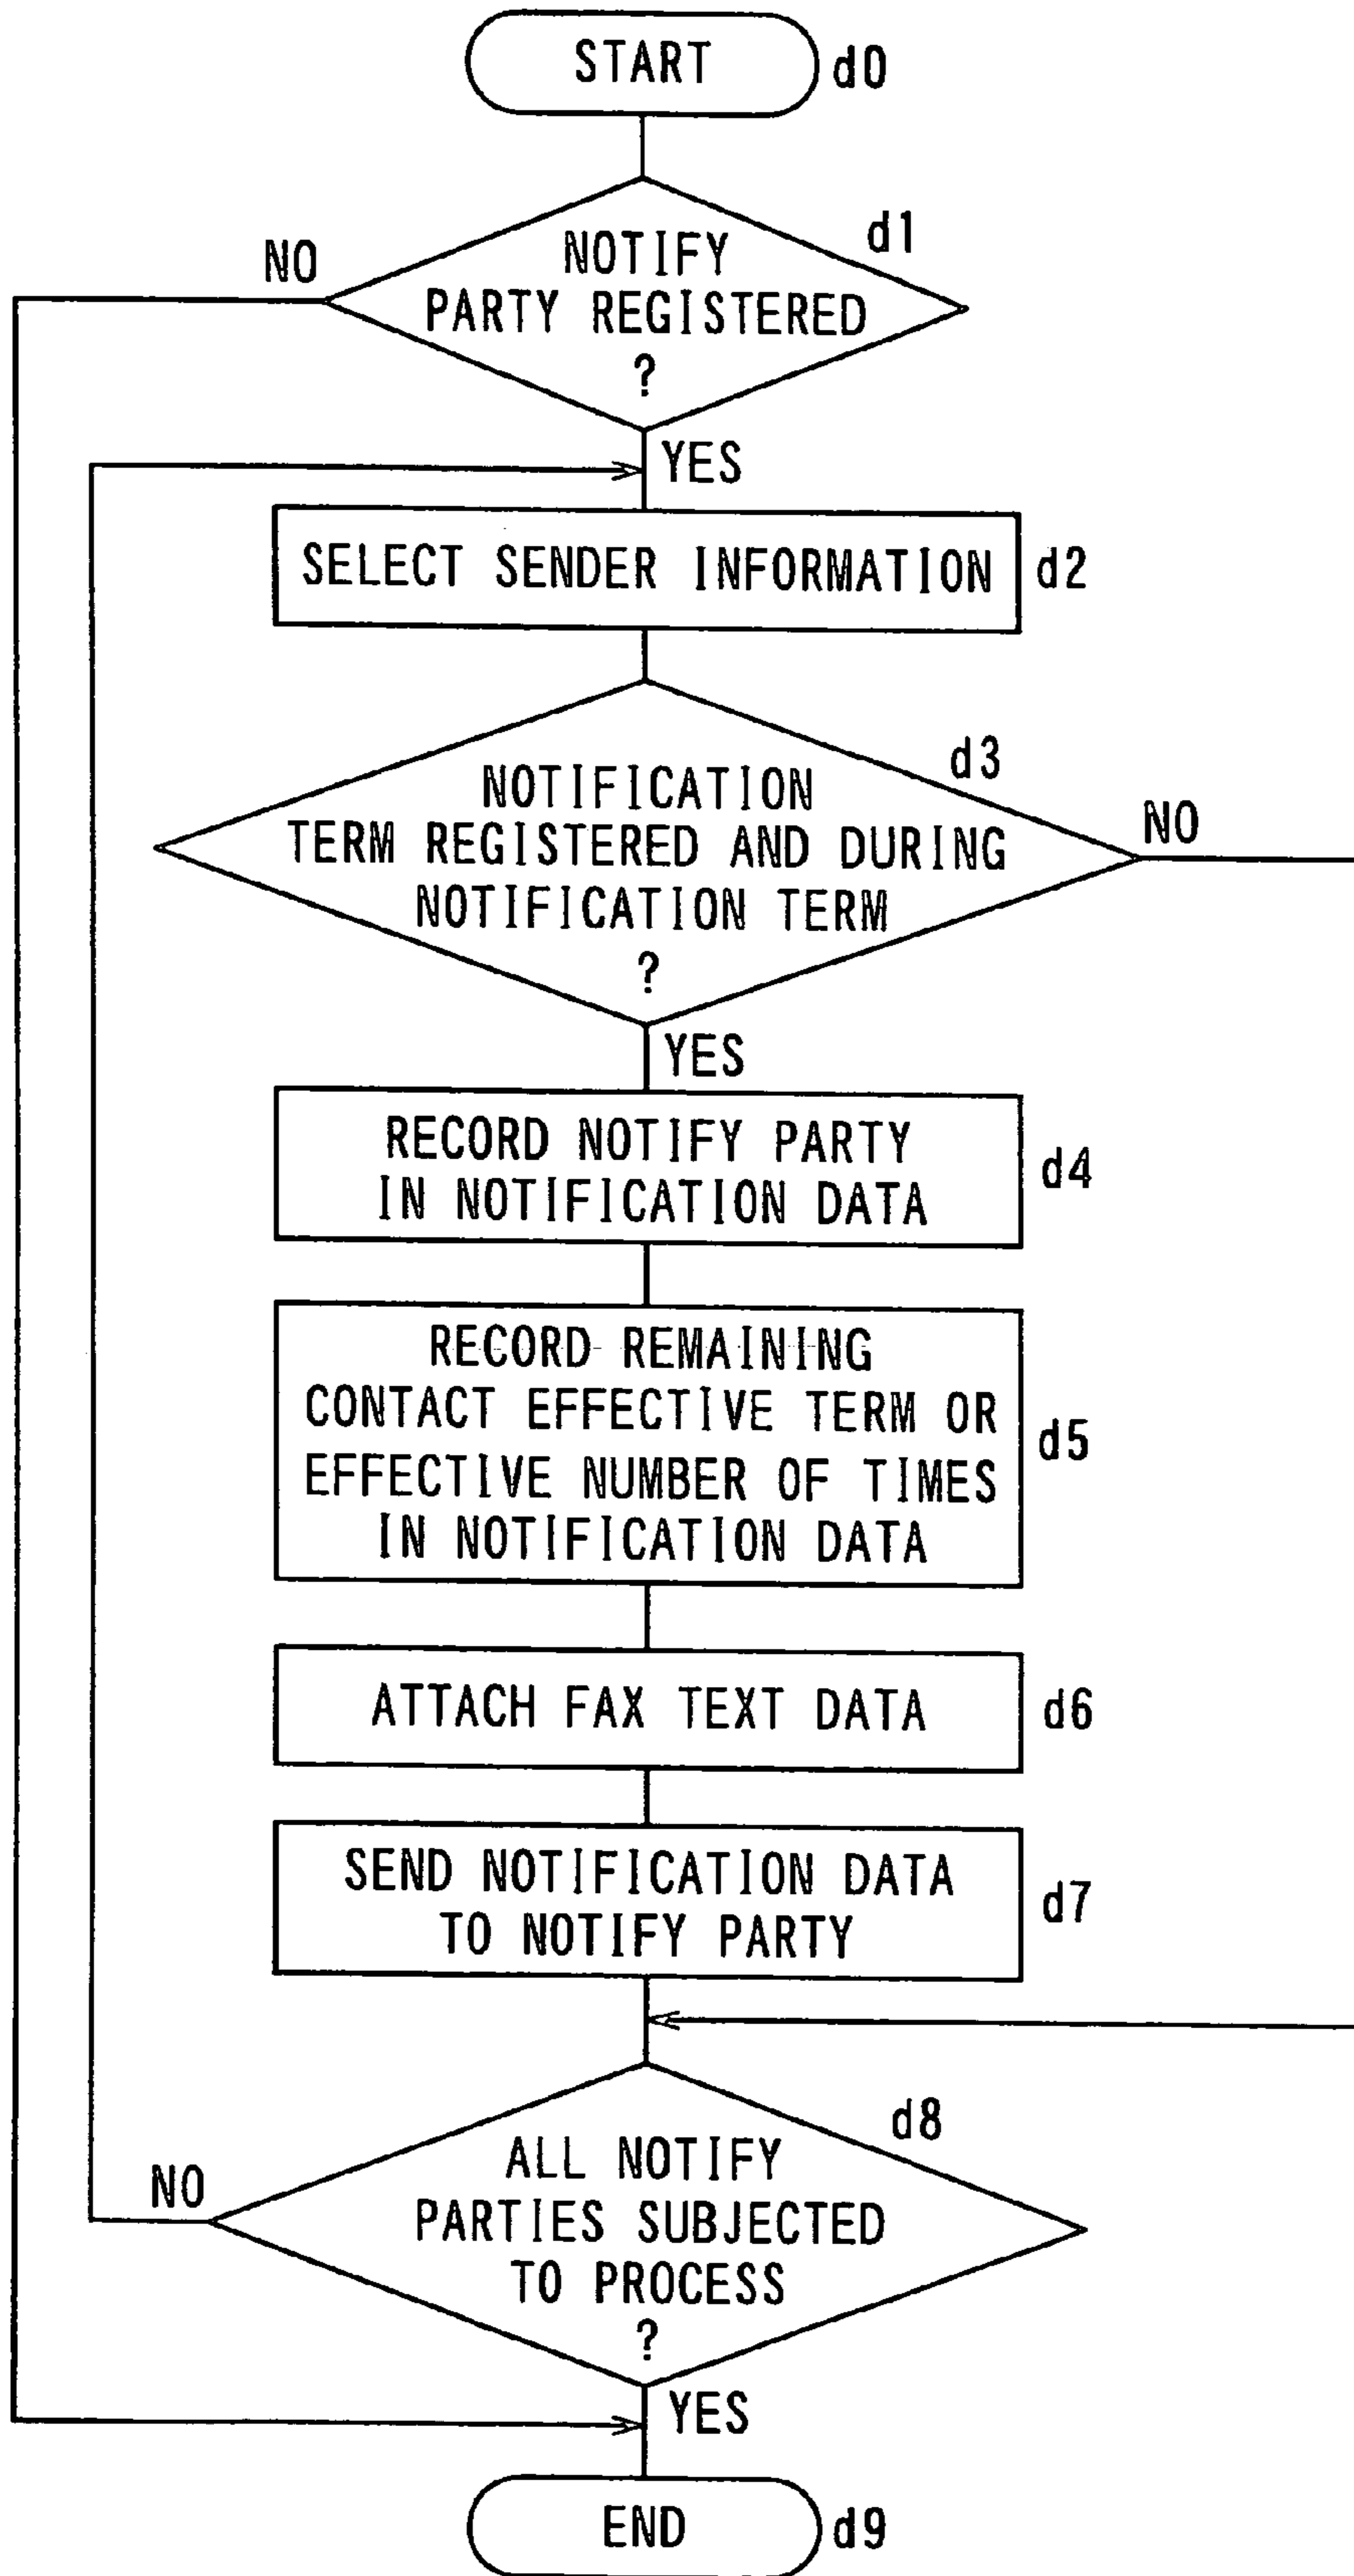 START d0
d1
NO
NOTIFY
PARTY REGISTERED
?
YES
SELECT SENDER INFORMATION d2
d3
NOTIFICATION
NO
TERM REGISTERED AND DURING
NOTIFICATION TERM
?
YES
RECORD NOTIFY PARTY
IN NOTIFICATION DATA
d4
RECORD REMAINING
CONTACT EFFECTIVE TERM OR
EFFECTIVE NUMBER OF TIMES
IN NOTIFICATION DATA
d5
ATTACH FAX TEXT DATA d6
SEND NOTIFICATION DATA
TO NOTIFY PARTY
d7
d8
ALL NOTIFY
NO
PARTIES SUBJECTED
TO PROCESS
?
YES
END d9